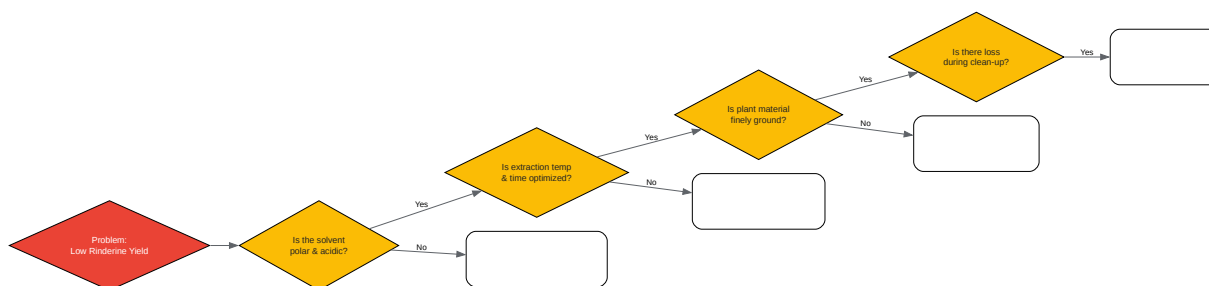 Problem:
Low Rinderine Yield
Is the solvent
polar & acidic?
Yes
No
Is extraction temp
& time optimized?
Yes
No
Is plant material
finely ground?
Yes
No
Is there loss
during clean-up?
Yes